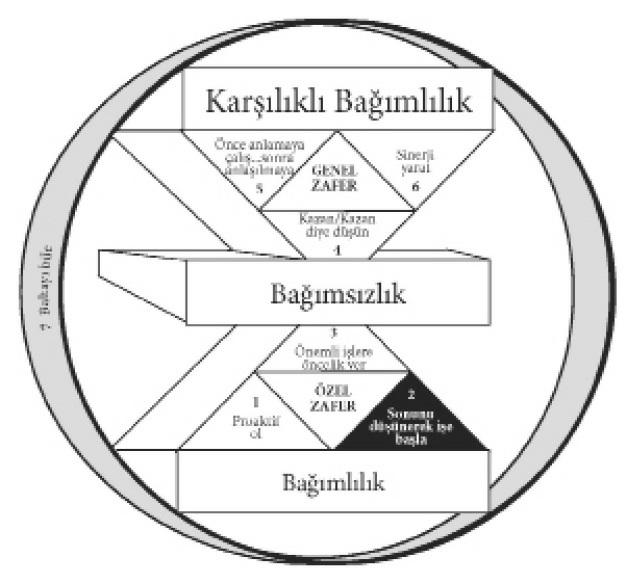 Karşılıklı Bağımlılık
Önce anlamaya
çalış...sonra
anlaşılmaya
5
GENEL
ZAFER
Sinerji
yarat
6
Kazan/Kazan
diye düşün
4
Bağımsızlık
3
Önemli işlere
öncelik ver
ÖZEL
ZAFER
1
Proaktif
ol
2
Sonunu
düşünerek işe
başla
Bağımlılık
7 Baltayı bile